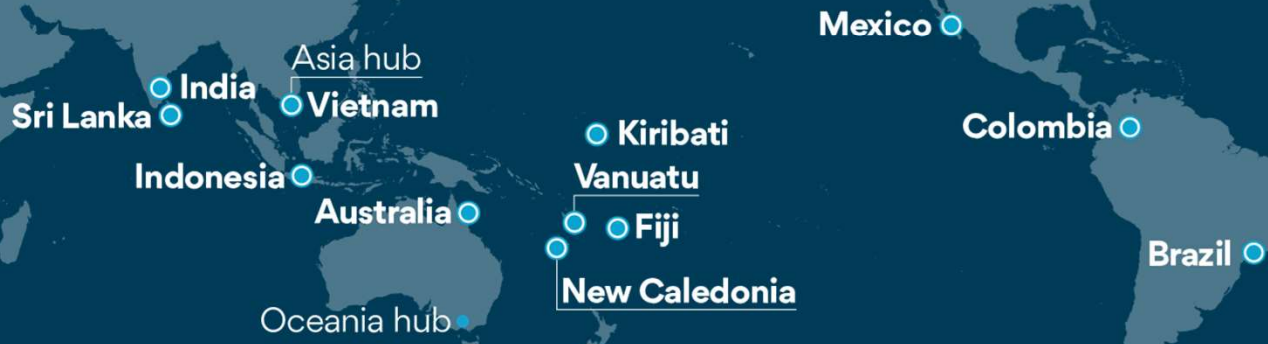 Mexico
Asia hub
India
Vietnam
Sri Lanka
Kiribati
Colombia
Indonesia
Vanuatu
Australia
Fiji
Brazil
New Caledonia
Oceania hub